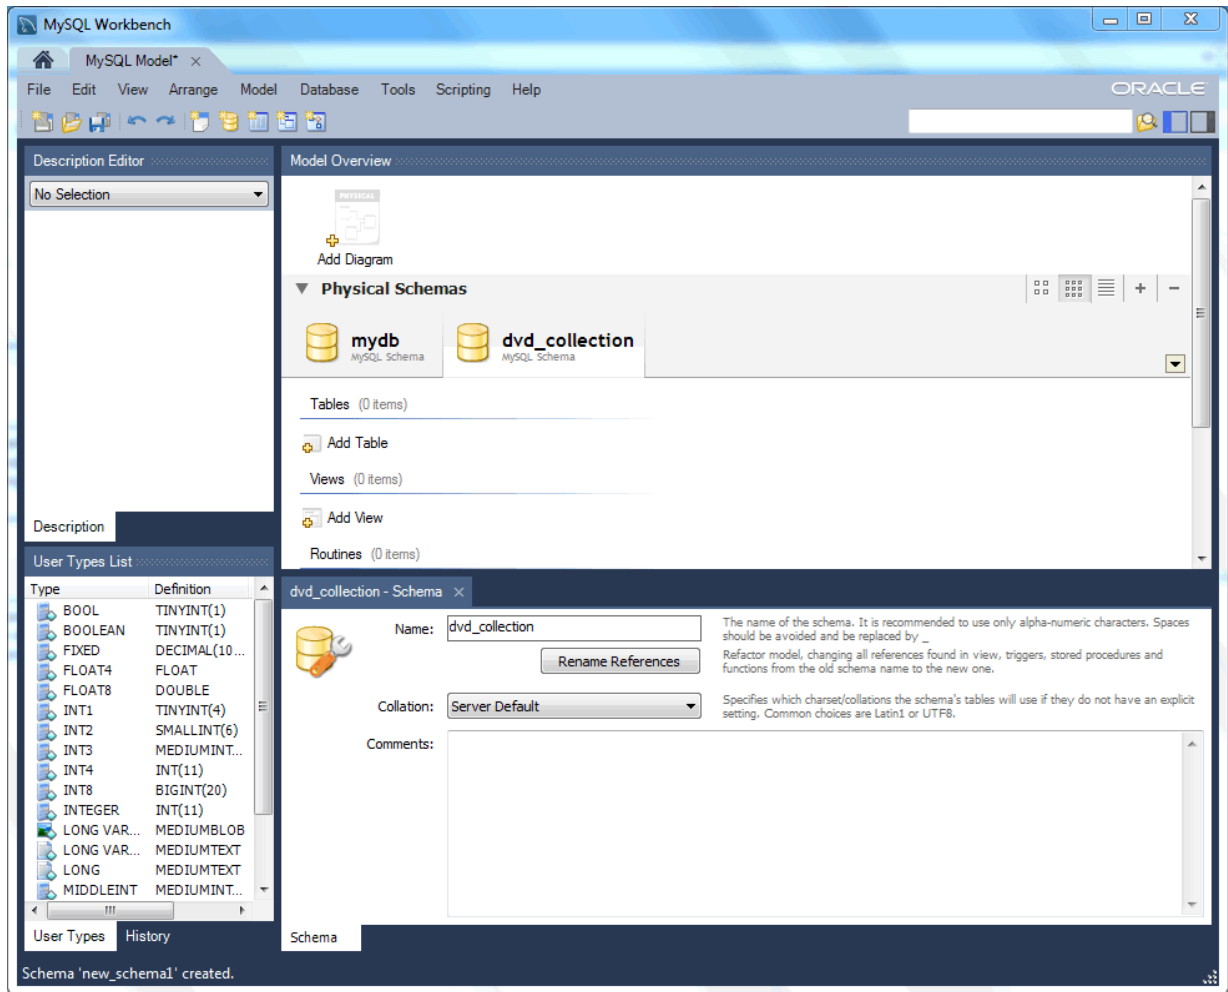 MySQL Workbench
MySQL Model*
File Edit View Arrange Model Database Tools Scripting Help
ORACLE
Description Editor
No Selection
Description
User Types List
Type Definition
BOOL TINYINT(1)
BOOLEAN TINYINT(1)
FIXED DECIMAL(10...
FLOAT4 FLOAT
FLOAT8 DOUBLE
INT1 TINYINT(4)
INT2 SMALLINT(6)
INT3 MEDIUMINT...
INT4 INT(11)
INT8 BIGINT(20)
INTEGER INT(11)
LONG VAR... MEDIUMBLOB
LONG VAR... MEDIUMTEXT
LONG MEDIUMTEXT
MIDDLEINT MEDIUMINT...
User Types History
Model Overview
PHYSICAL
Add Diagram
Physical Schemas
mydb
MySQL Schema
dvd_collection
MySQL Schema
Tables (0 items)
Add Table
Views (0 items)
Add View
Routines (0 items)
dvd_collection - Schema
Name: dvd_collection
The name of the schema. It is recommended to use only alpha-numeric characters. Spaces
should be avoided and be replaced by _
Rename References
Refactor model, changing all references found in view, triggers, stored procedures and
functions from the old schema name to the new one.
Collation: Server Default
Specifies which charset/collations the schema's tables will use if they do not have an explicit
setting. Common choices are Latin1 or UTF8.
Comments:
Schema
Schema 'new_schema1' created.